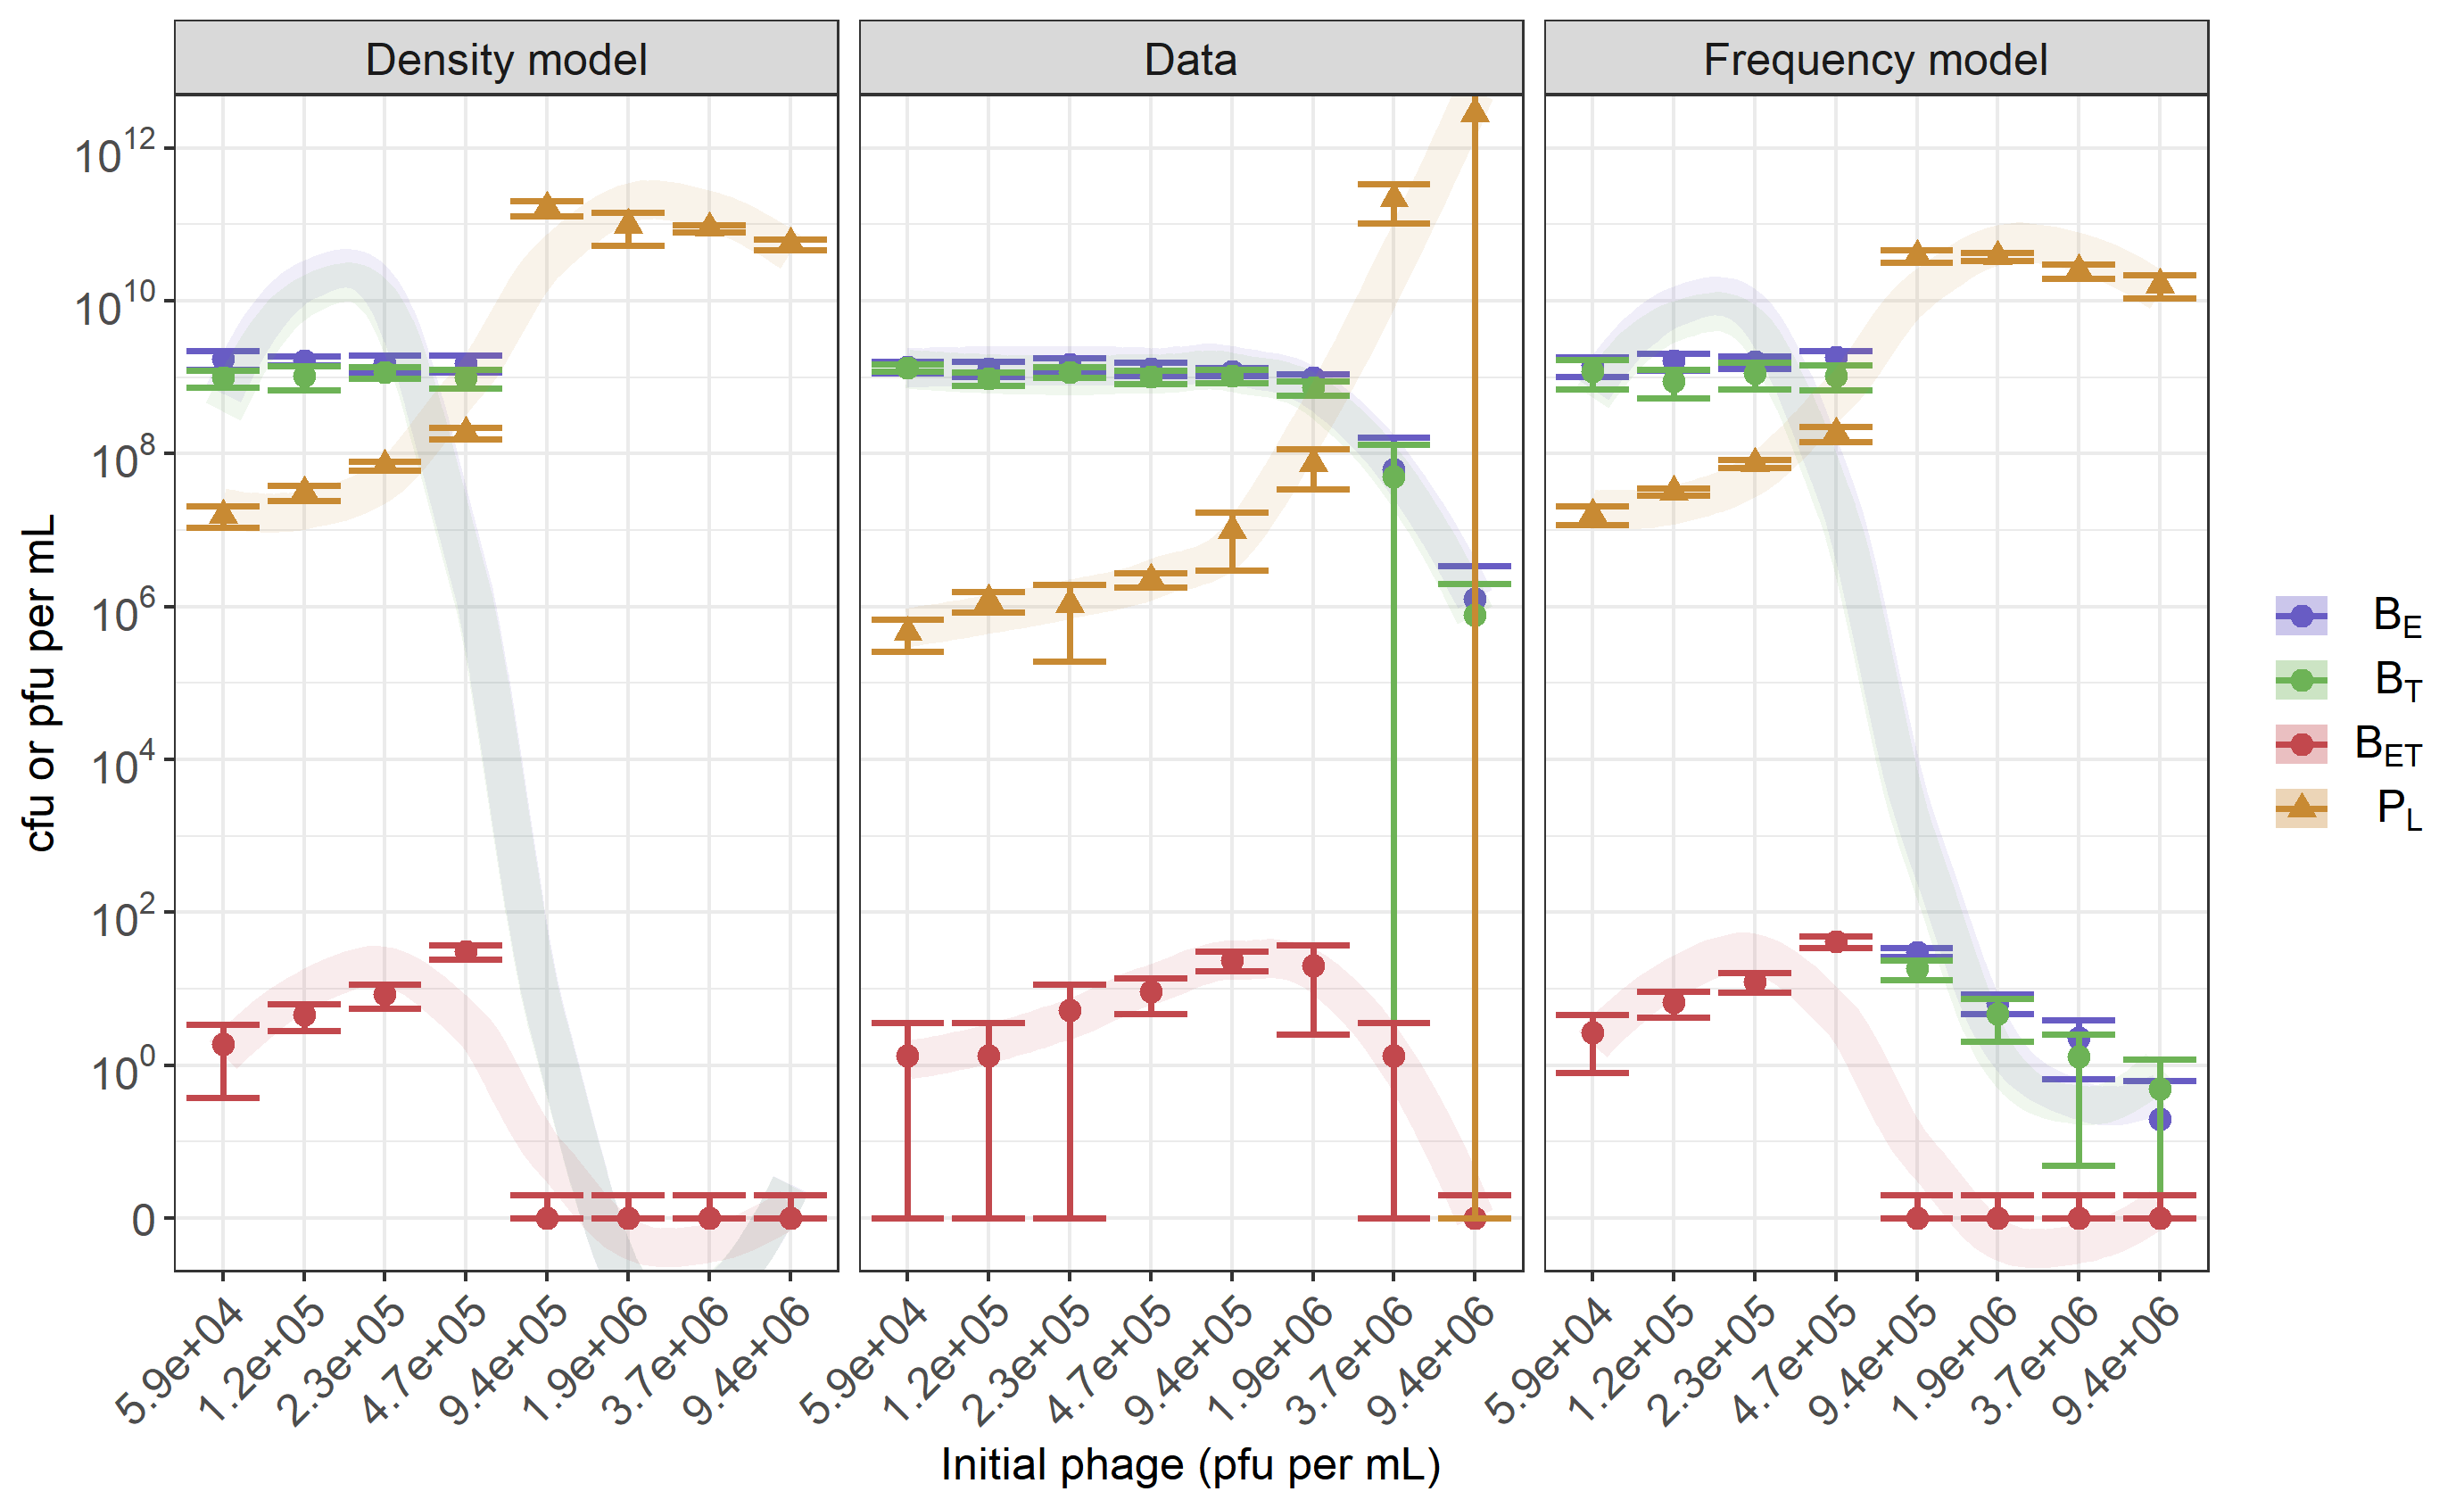 Density model
Data
Frequency model
cfu or pfu per mL
10^12
10^10
10^8
10^6
10^4
10^2
10^0
0
5.9e+04 1.2e+05 2.3e+05 4.7e+05 9.4e+05 1.9e+06 3.7e+06 9.4e+06
5.9e+04 1.2e+05 2.3e+05 4.7e+05 9.4e+05 1.9e+06 3.7e+06 9.4e+06
5.9e+04 1.2e+05 2.3e+05 4.7e+05 9.4e+05 1.9e+06 3.7e+06 9.4e+06
Initial phage (pfu per mL)
B_E
B_T
B_ET
P_L